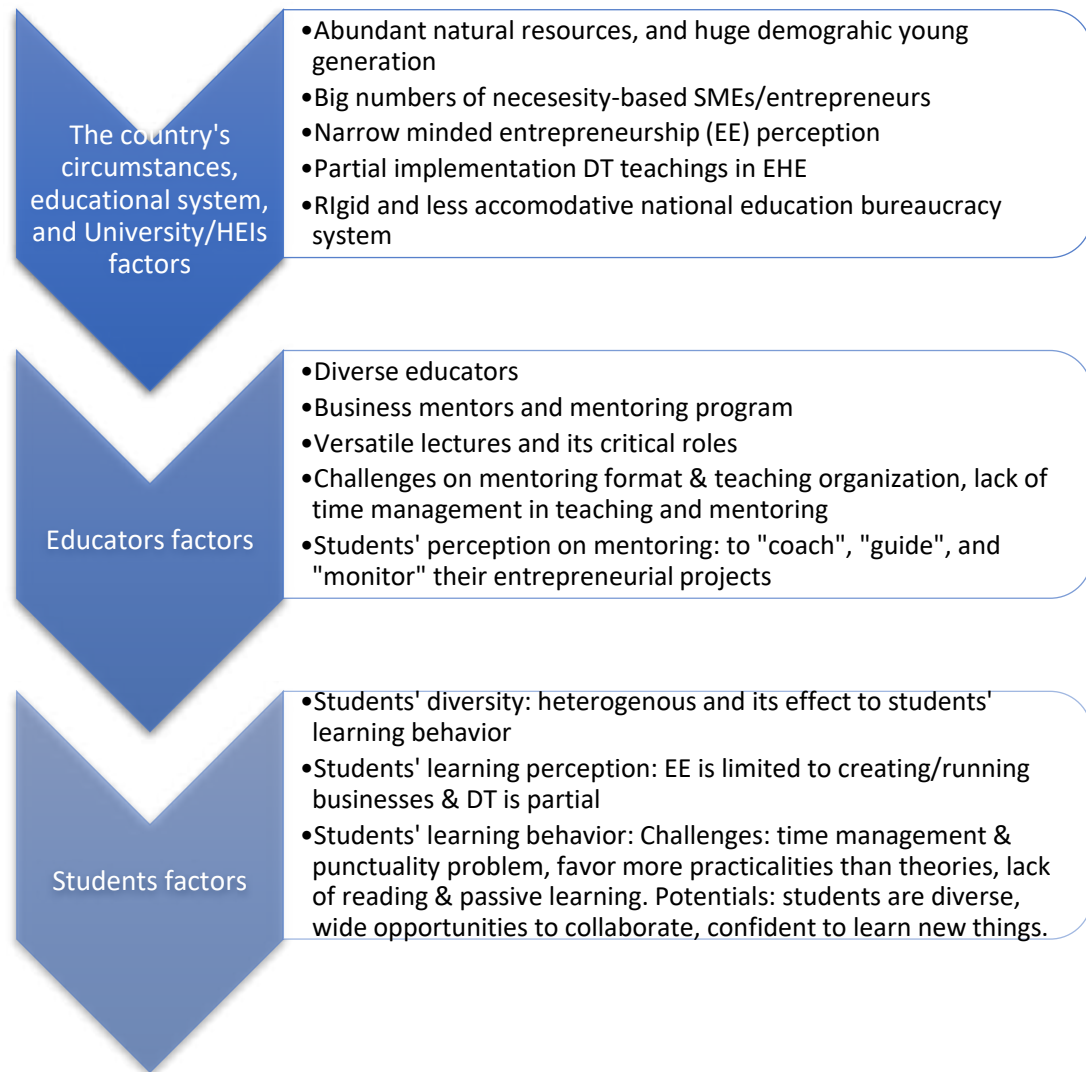 The country's
circumstances,
educational system,
and University/HEIs
factors
•Abundant natural resources, and huge demograhic young
generation
•Big numbers of necesesity-based SMEs/entrepreneurs
•Narrow minded entrepreneurship (EE) perception
•Partial implementation DT teachings in EHE
•RIgid and less accomodative national education bureaucracy
system
Educators factors
•Diverse educators
•Business mentors and mentoring program
•Versatile lectures and its critical roles
•Challenges on mentoring format & teaching organization, lack of
time management in teaching and mentoring
•Students' perception on mentoring: to "coach", "guide", and
"monitor" their entrepreneurial projects
Students factors
•Students' diversity: heterogenous and its effect to students'
learning behavior
•Students' learning perception: EE is limited to creating/running
businesses & DT is partial
•Students' learning behavior: Challenges: time management &
punctuality problem, favor more practicalities than theories, lack
of reading & passive learning. Potentials: students are diverse,
wide opportunities to collaborate, confident to learn new things.